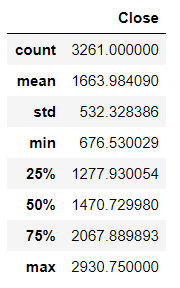 Close
count 3261.000000
mean 1663.984090
std 532.328386
min 676.530029
25% 1277.930054
50% 1470.729980
75% 2067.889893
max 2930.750000